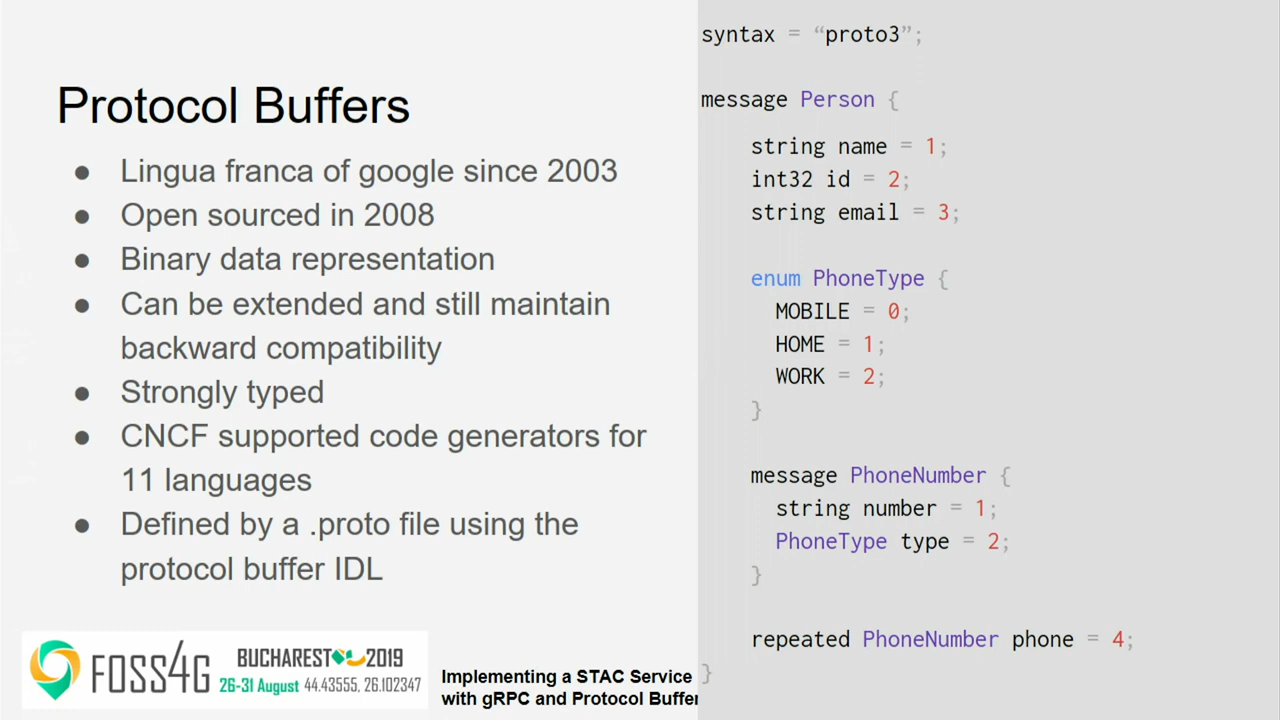 Protocol Buffers
● Lingua franca of google since 2003
● Open sourced in 2008
● Binary data representation
● Can be extended and still maintain
backward compatibility
● Strongly typed
● CNCF supported code generators for
11 languages
● Defined by a .proto file using the
protocol buffer IDL
syntax = “proto3”;
message Person {
string name = 1;
int32 id = 2;
string email = 3;
enum PhoneType {
MOBILE = 0;
HOME = 1;
WORK = 2;
}
message PhoneNumber {
string number = 1;
PhoneType type = 2;
}
repeated PhoneNumber phone = 4;
}
FOSS4G
BUCHAREST 2019
26-31 August 44.43555, 26.102347
Implementing a STAC Service
with gRPC and Protocol Buffer